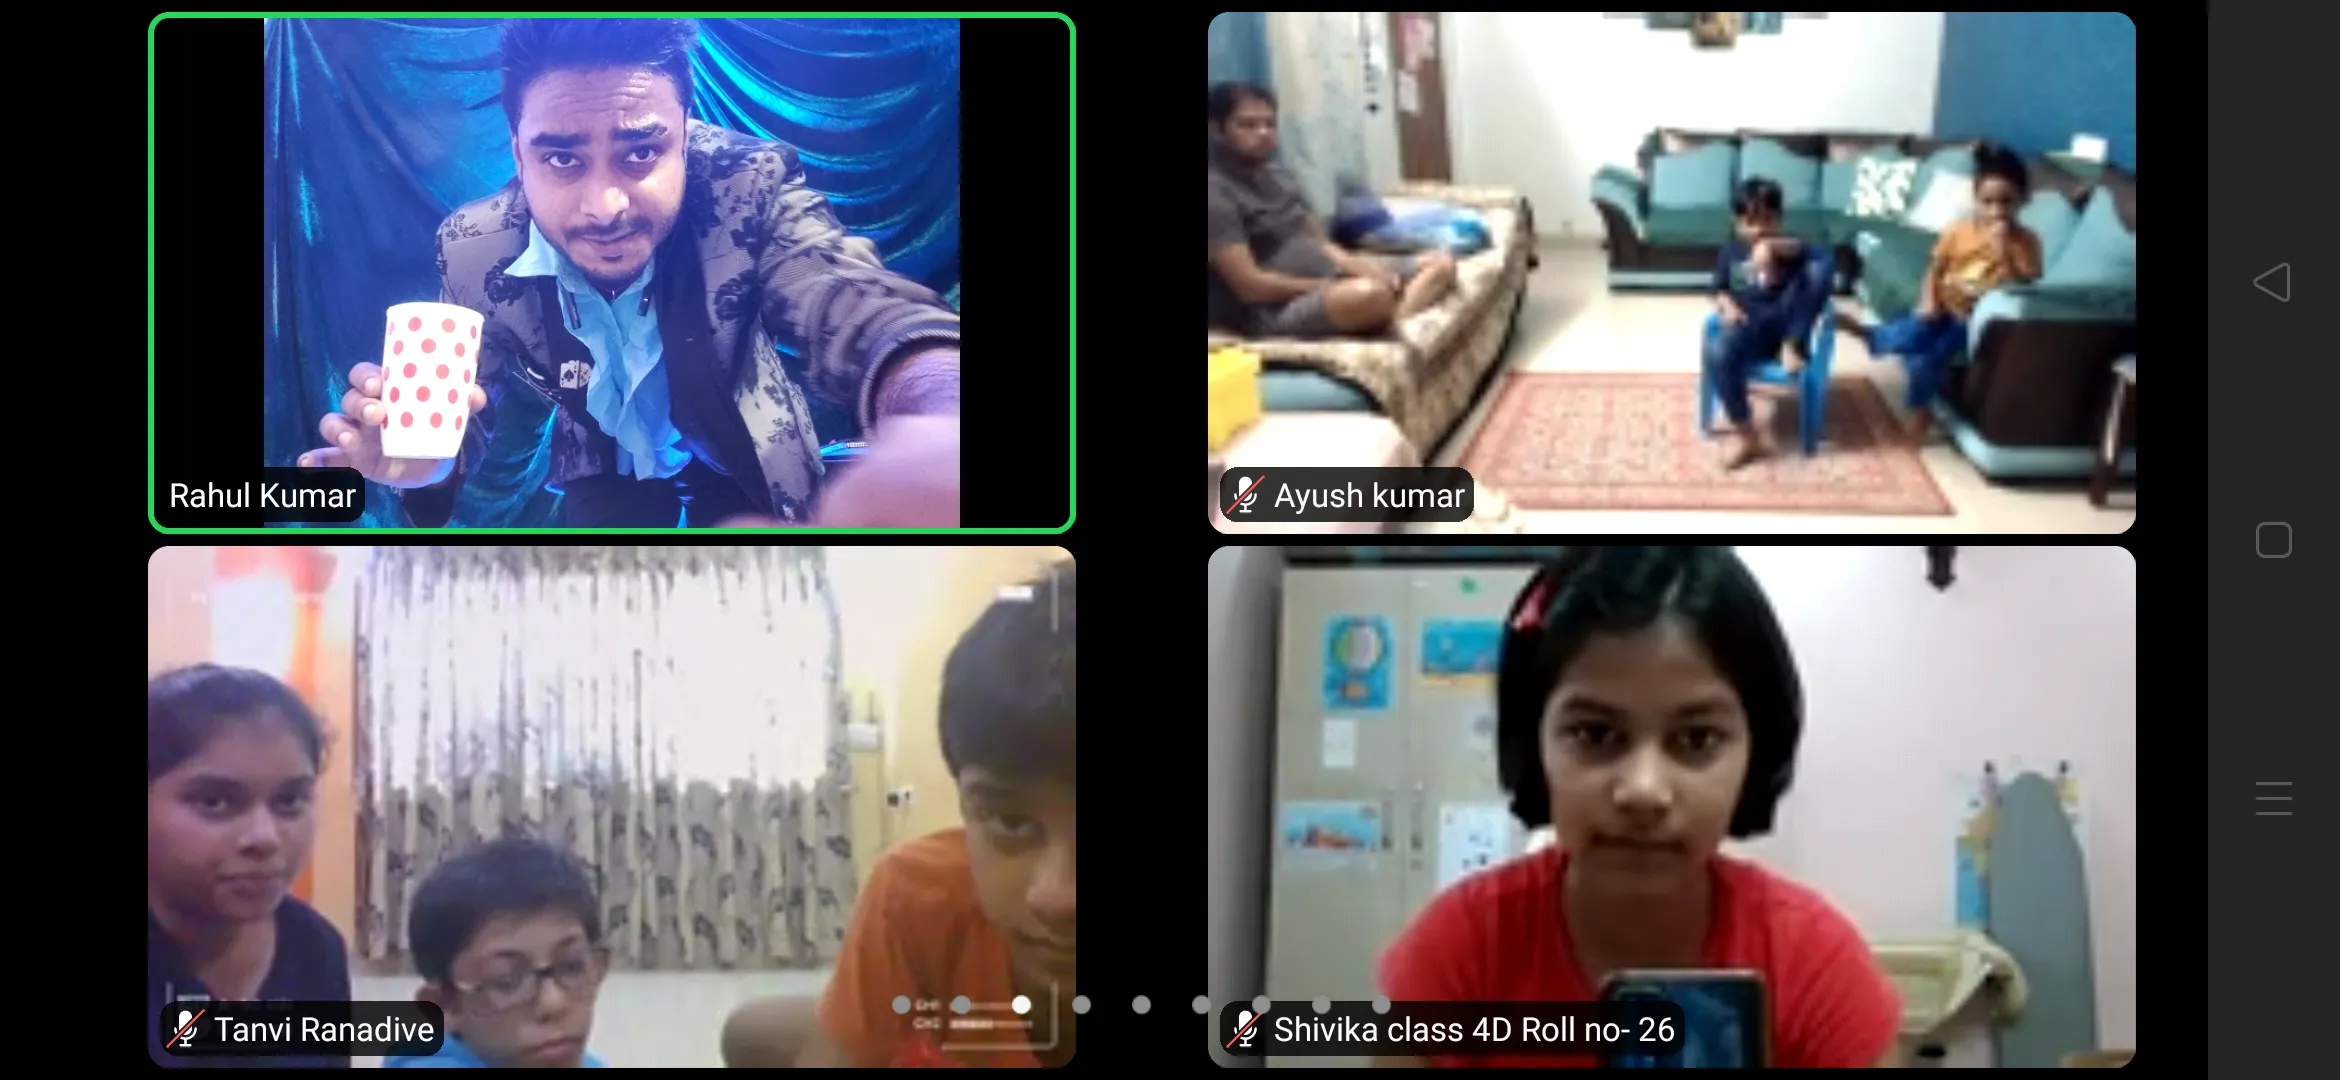 Rahul Kumar
Ayush kumar
Tanvi Ranadive
Shivika class 4D Roll no- 26